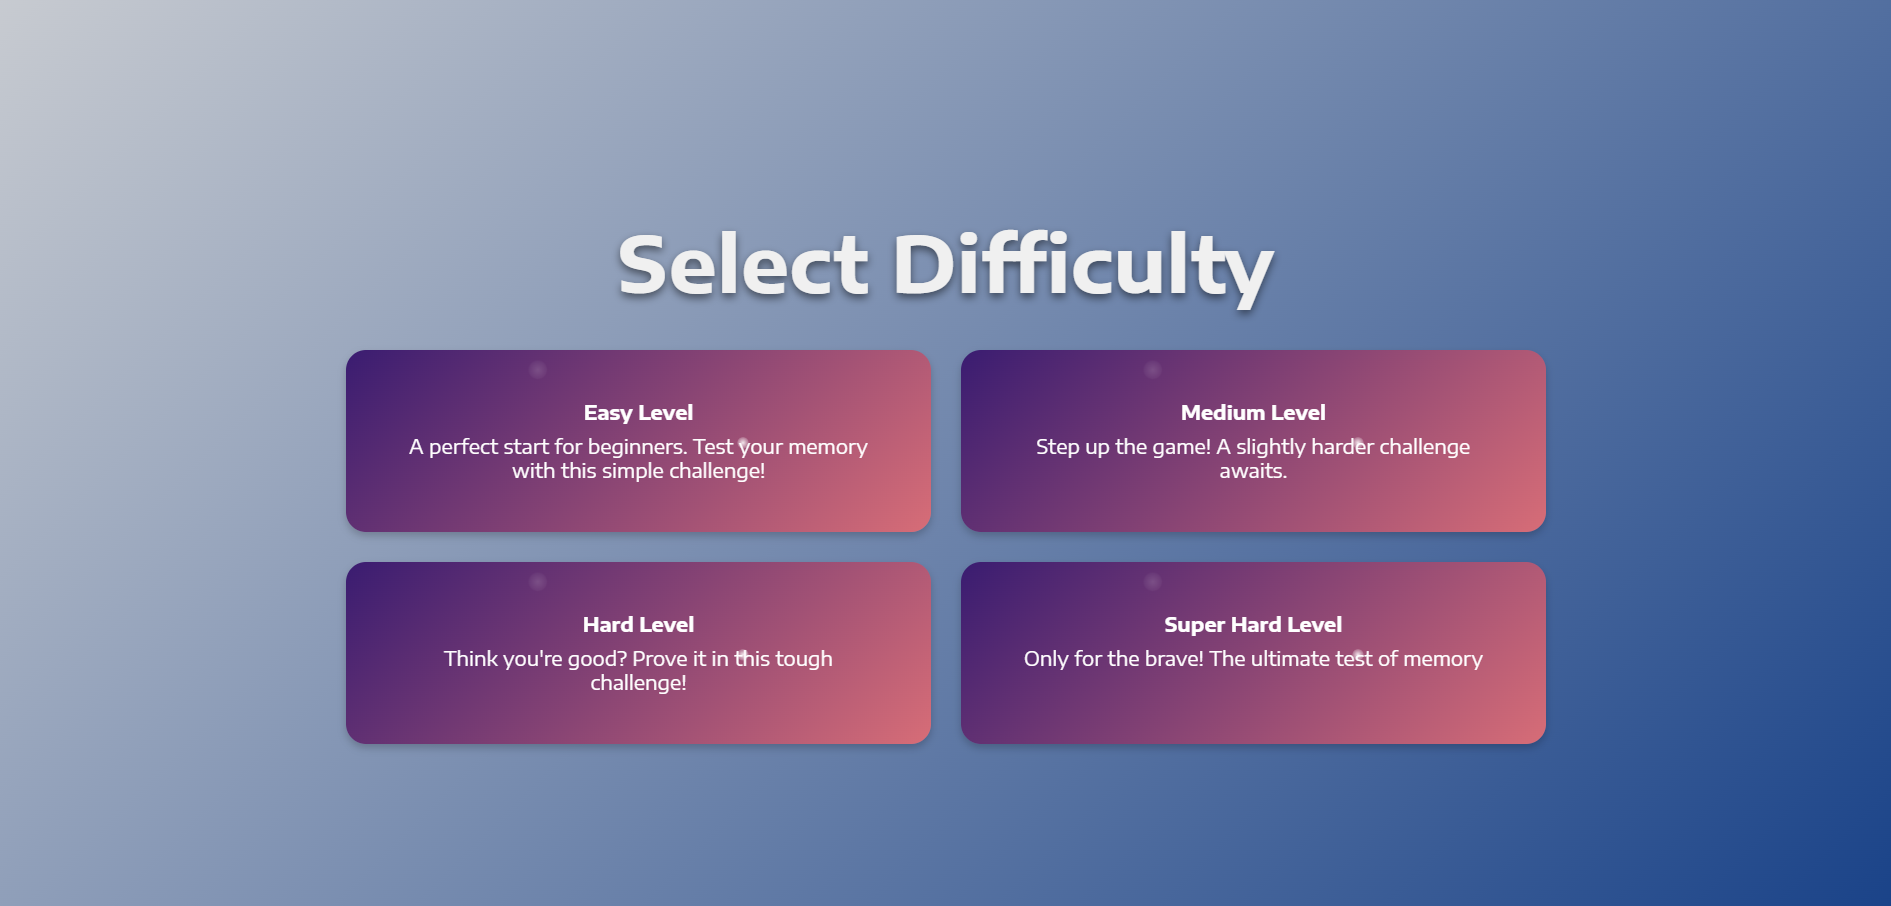 Select Difficulty
Easy Level
A perfect start for beginners. Test your memory
with this simple challenge!
Medium Level
Step up the game! A slightly harder challenge
awaits.
Hard Level
Think you're good? Prove it in this tough
challenge!
Super Hard Level
Only for the brave! The ultimate test of memory